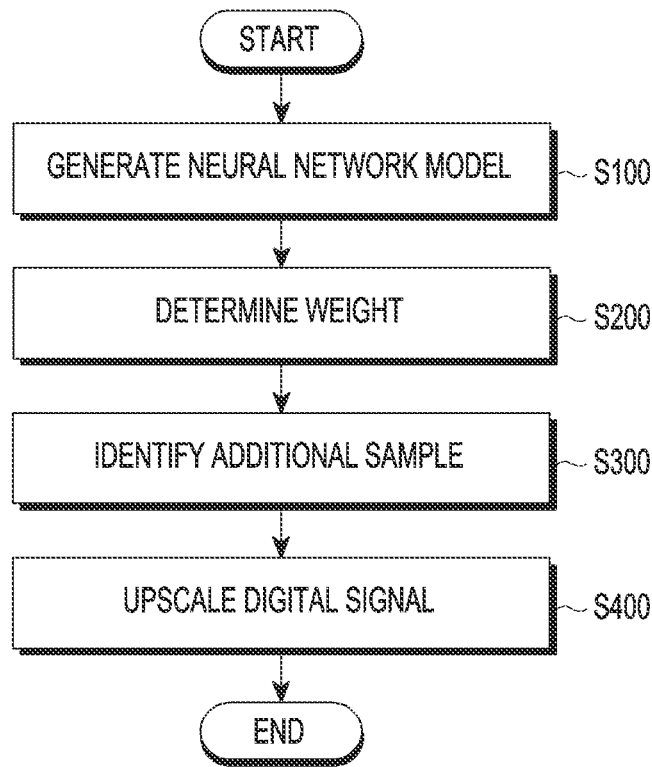 START
GENERATE NEURAL NETWORK MODEL
S100
DETERMINE WEIGHT
S200
IDENTIFY ADDITIONAL SAMPLE
S300
UPSCALE DIGITAL SIGNAL
S400
END